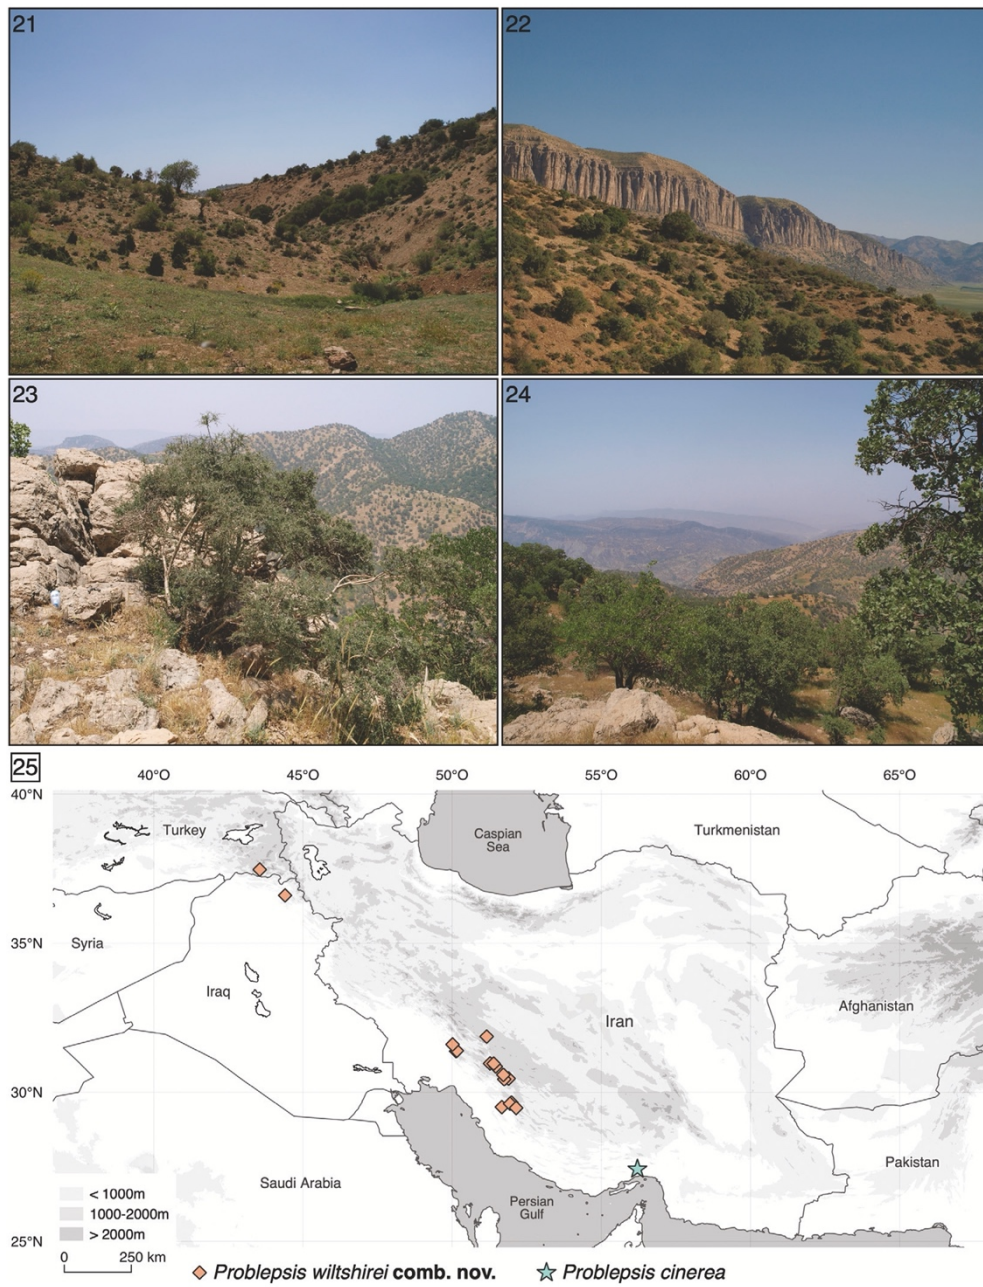 21
22
23
24
25
40°O 45°O 50°O 55°O 60°O 65°O
40°N
Turkey
Caspian
Sea
Turkmenistan
35°N
Syria
Iraq
Afghanistan
Iran
30°N
Pakistan
Saudi Arabia
< 1000m
1000-2000m
Persian
Gulf
> 2000m
25°N
0 250 km
Problepsis wiltshirei comb. nov. Problepsis cinerea